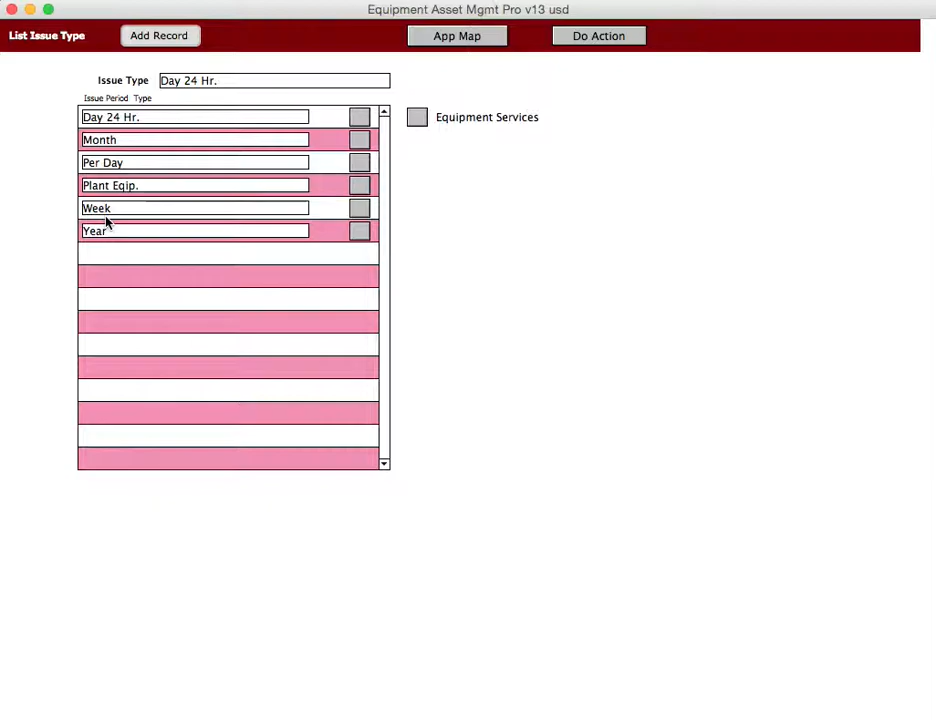 Equipment Asset Mgmt Pro v13 usd
List Issue Type Add Record App Map Do Action
Issue Type Day 24 Hr.
Issue Period Type
Day 24 Hr. Equipment Services
Month
Per Day
Plant Eqip.
Week
Year